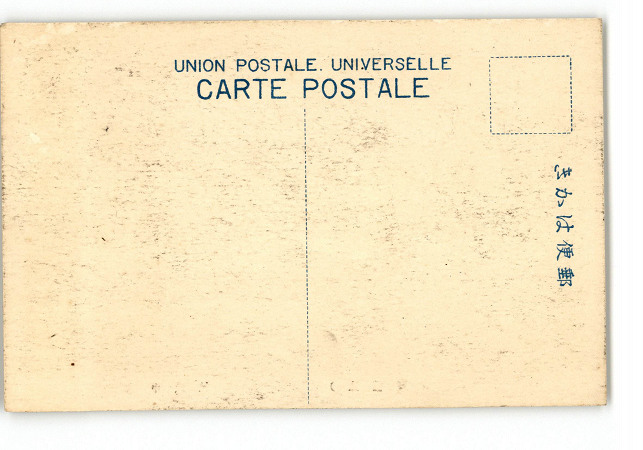 UNION POSTALE. UNIVERSELLE
CARTE POSTALE
きかは便郵